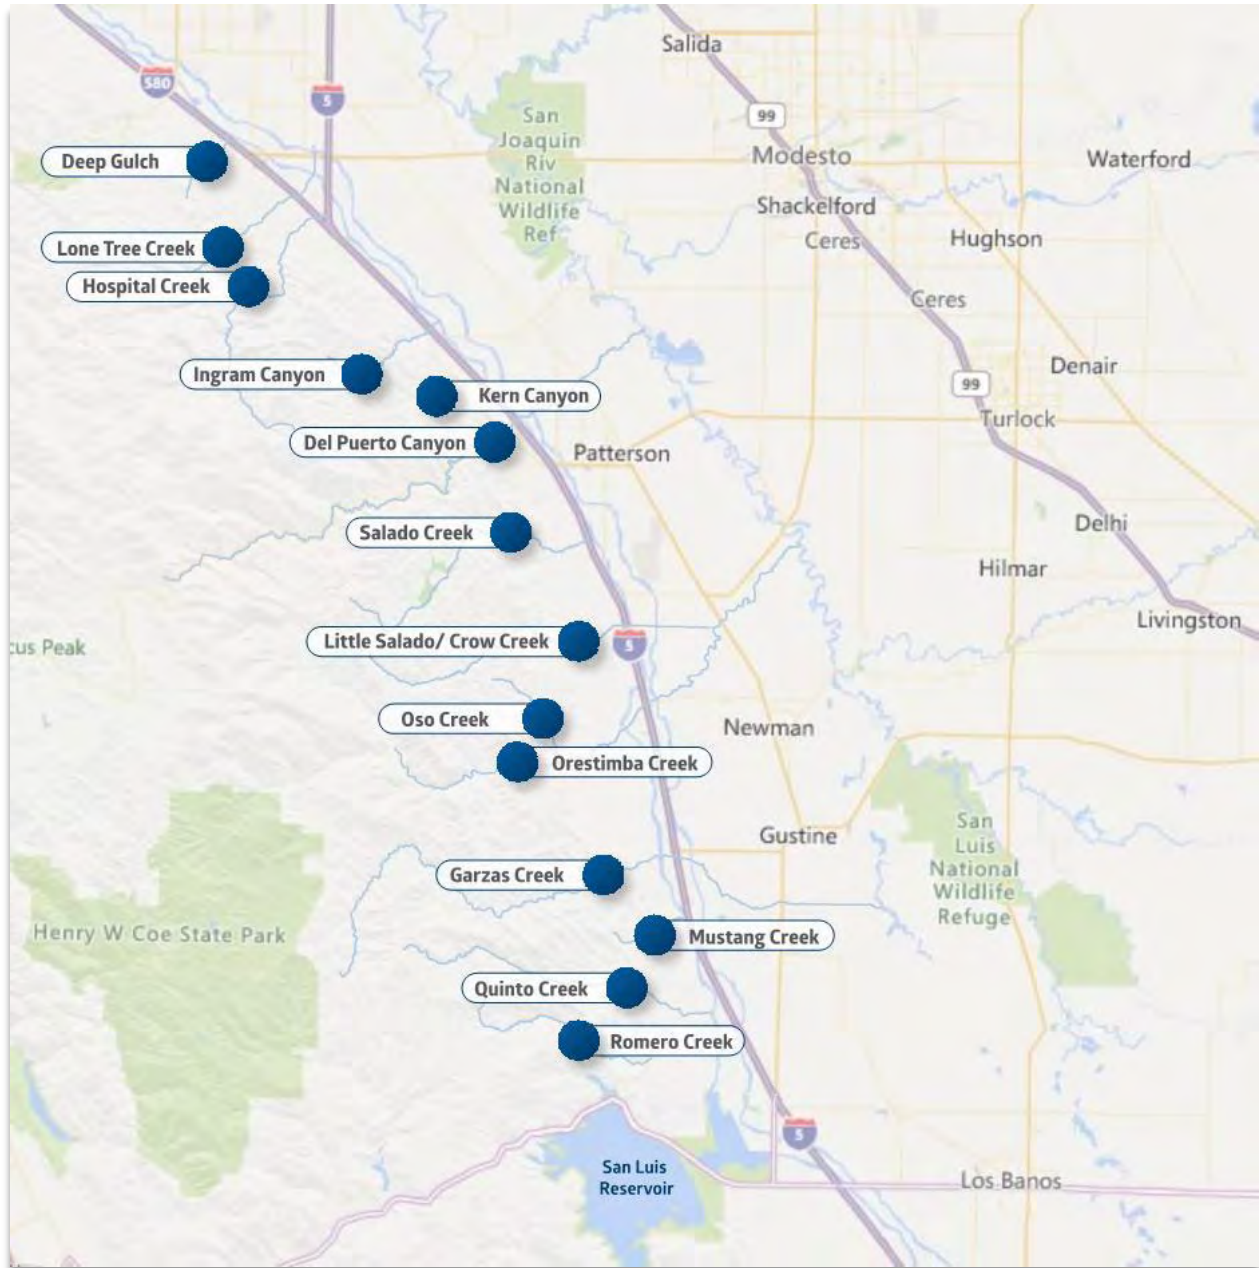 Salida
580
5
99
San
Joaquin
Riv
National
Wildlife
Ref
Modesto
Waterford
Deep Gulch
Shackelford
Ceres
Hughson
Lone Tree Creek
Hospital Creek
Ceres
Ingram Canyon
Kern Canyon
Denair
99
Turlock
Del Puerto Canyon
Patterson
Salado Creek
Delhi
Hilmar
Livingston
Little Salado/ Crow Creek
5
cus Peak
Oso Creek
Newman
Orestimba Creek
Gustine
San
Luis
National
Wildlife
Refuge
Garzas Creek
Henry W Coe State Park
Mustang Creek
Quinto Creek
Romero Creek
5
San Luis
Reservoir
Los Banos